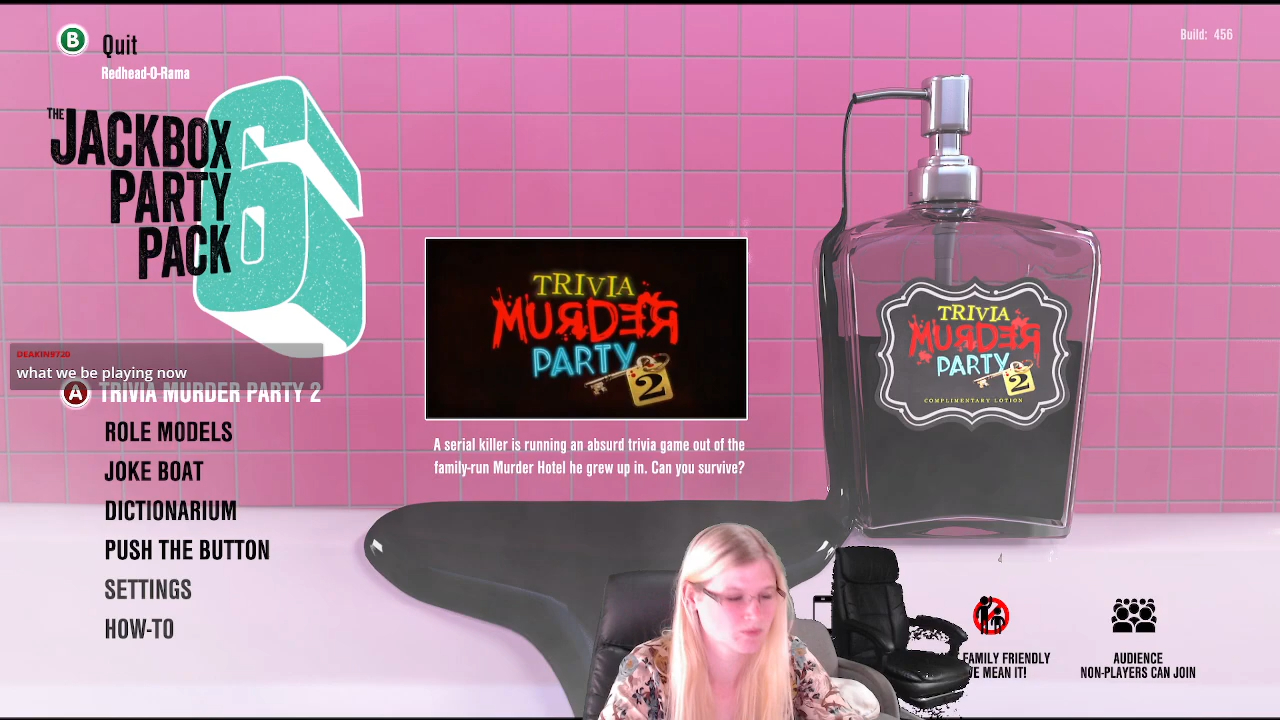 B
Quit
Redhead-O-Rama
Build: 456
THE
JACKBOX
PARTY
PACK
6
DEAKIN9720
what we be playing now
A
TRIVIA MURDER PARTY 2
ROLE MODELS
JOKE BOAT
DICTIONARIUM
PUSH THE BUTTON
SETTINGS
HOW-TO
TRIVIA
MURDER
PARTY
2
A serial killer is running an absurd trivia game out of the
family-run Murder Hotel he grew up in. Can you survive?
TRIVIA
MURDER
PARTY
2
COMPLIMENTARY LOTION
FAMILY FRIENDLY
MEAN IT!
AUDIENCE
NON-PLAYERS CAN JOIN